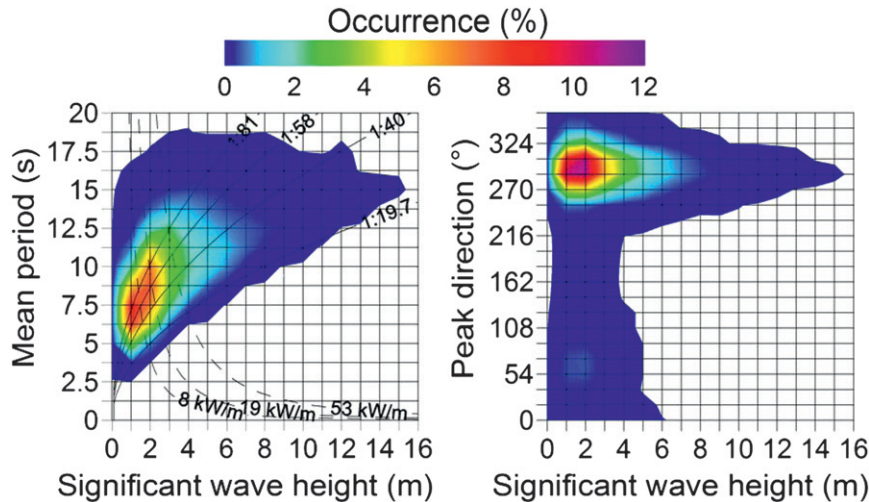 Occurrence (%)
0 2 4 6 8 10 12
Mean period (s)
20
17.5
15
12.5
10
7.5
5
2.5
0
1:81
1:58
1:40
1:19.7
8 kW/m
19 kW/m
53 kW/m
0 2 4 6 8 10 12 14 16
Significant wave height (m)
Peak direction (°)
324
270
216
162
108
54
0
0 2 4 6 8 10 12 14 16
Significant wave height (m)